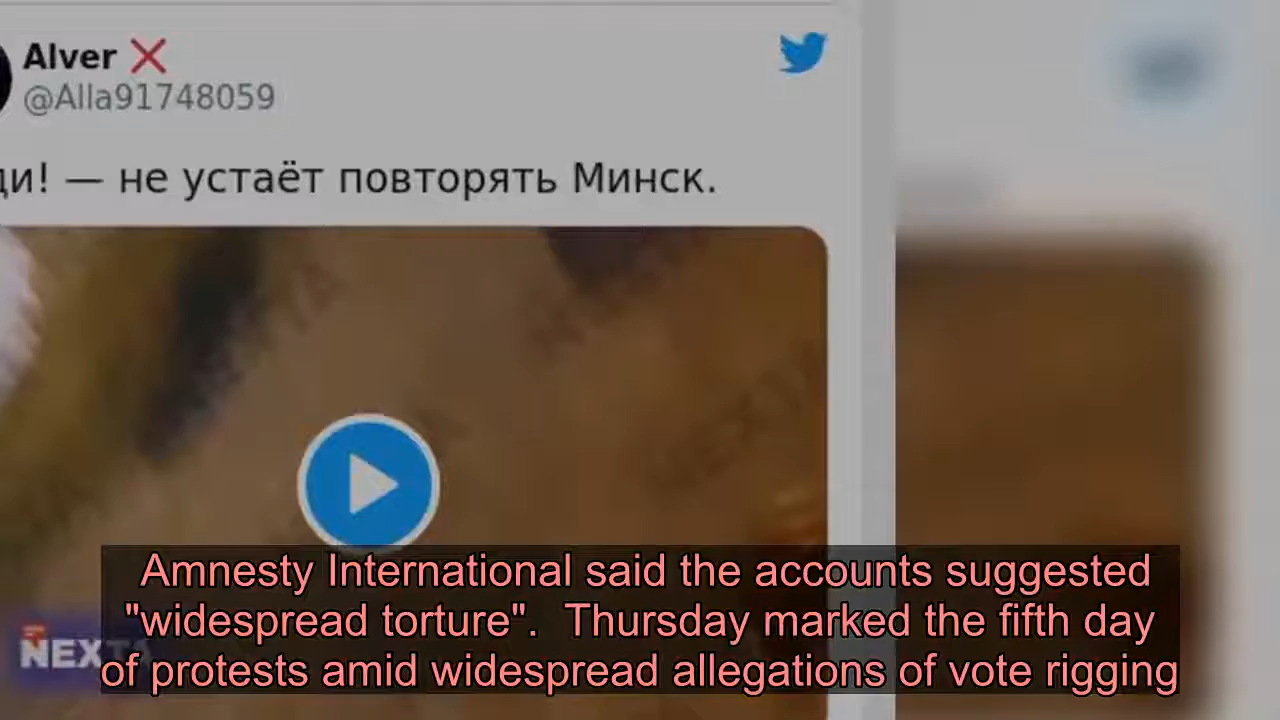 Alver
@Alla91748059
ди! — не устаёт повторять Минск.
Amnesty International said the accounts suggested
"widespread torture". Thursday marked the fifth day
NEXTA
of protests amid widespread allegations of vote rigging